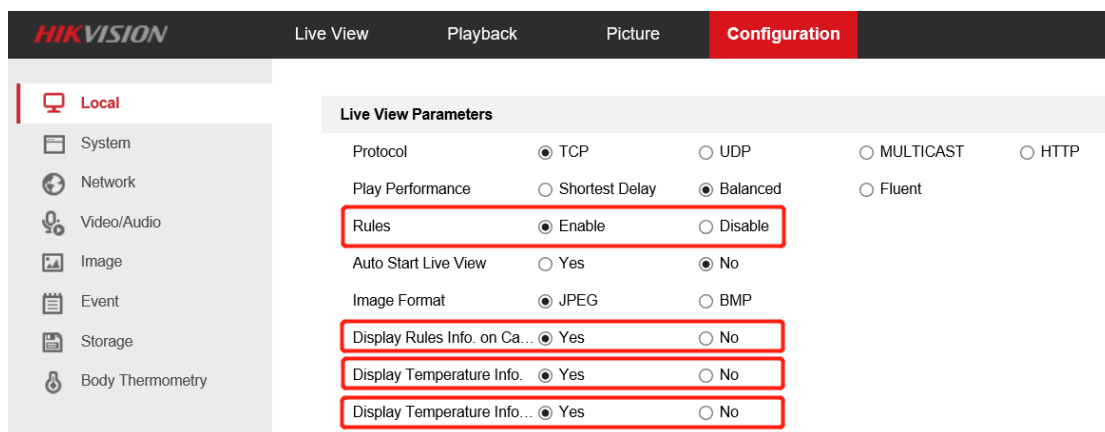 HIKVISION Live View Playback Picture Configuration
Local
System
Network
Video/Audio
Image
Event
Storage
Body Thermometry
Live View Parameters
Protocol TCP UDP MULTICAST HTTP
Play Performance Shortest Delay Balanced Fluent
Rules Enable Disable
Auto Start Live View Yes No
Image Format JPEG BMP
Display Rules Info. on Ca... Yes No
Display Temperature Info. Yes No
Display Temperature Info... Yes No